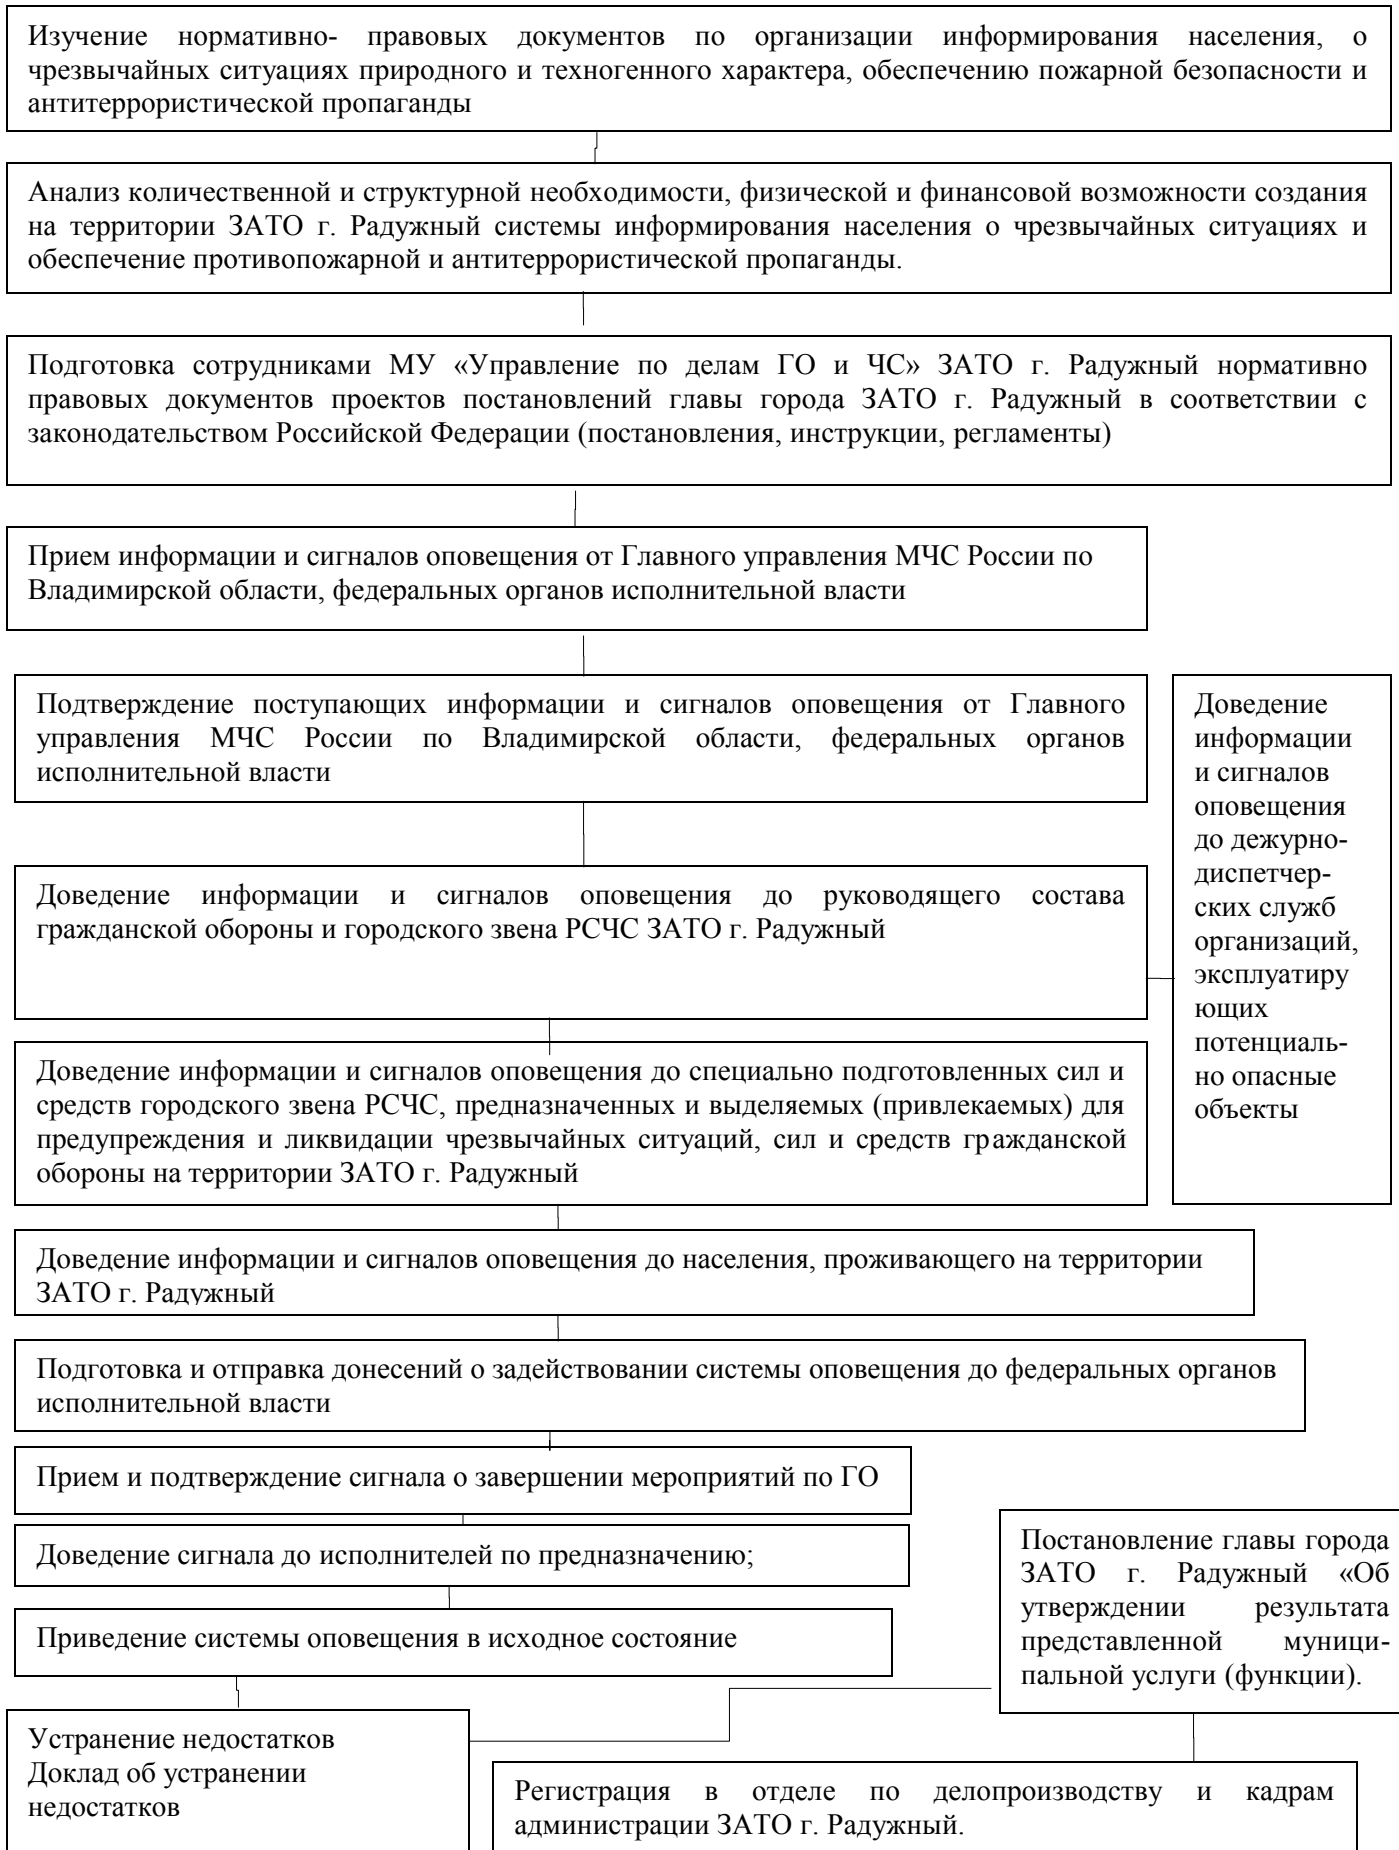 Изучение нормативно- правовых документов по организации информирования населения, о
чрезвычайных ситуациях природного и техногенного характера, обеспечению пожарной безопасности и
антитеррористической пропаганды
Анализ количественной и структурной необходимости, физической и финансовой возможности создания
на территории ЗАТО г. Радужный системы информирования населения о чрезвычайных ситуациях и
обеспечение противопожарной и антитеррористической пропаганды.
Подготовка сотрудниками МУ «Управление по делам ГО и ЧС» ЗАТО г. Радужный нормативно
правовых документов проектов постановлений главы города ЗАТО г. Радужный в соответствии с
законодательством Российской Федерации (постановления, инструкции, регламенты)
Прием информации и сигналов оповещения от Главного управления МЧС России по
Владимирской области, федеральных органов исполнительной власти
Подтверждение поступающих информации и сигналов оповещения от Главного
управления МЧС России по Владимирской области, федеральных органов
исполнительной власти
Доведение
информации
и сигналов
оповещения
до дежурно-
диспетчер-
ских служб
организаций,
эксплуатиру
ющих
потенциаль-
но опасные
объекты
Доведение информации и сигналов оповещения до руководящего состава
гражданской обороны и городского звена РСЧС ЗАТО г. Радужный
Доведение информации и сигналов оповещения до специально подготовленных сил и
средств городского звена РСЧС, предназначенных и выделяемых (привлекаемых) для
предупреждения и ликвидации чрезвычайных ситуаций, сил и средств гражданской
обороны на территории ЗАТО г. Радужный
Доведение информации и сигналов оповещения до населения, проживающего на территории
ЗАТО г. Радужный
Подготовка и отправка донесений о задействовании системы оповещения до федеральных органов
исполнительной власти
Прием и подтверждение сигнала о завершении мероприятий по ГО
Доведение сигнала до исполнителей по предназначению;
Приведение системы оповещения в исходное состояние
Постановление главы города
ЗАТО г. Радужный «Об
утверждении результата
представленной муници-
пальной услуги (функции).
Устранение недостатков
Доклад об устранении
недостатков
Регистрация в отделе по делопроизводству и кадрам
администрации ЗАТО г. Радужный.